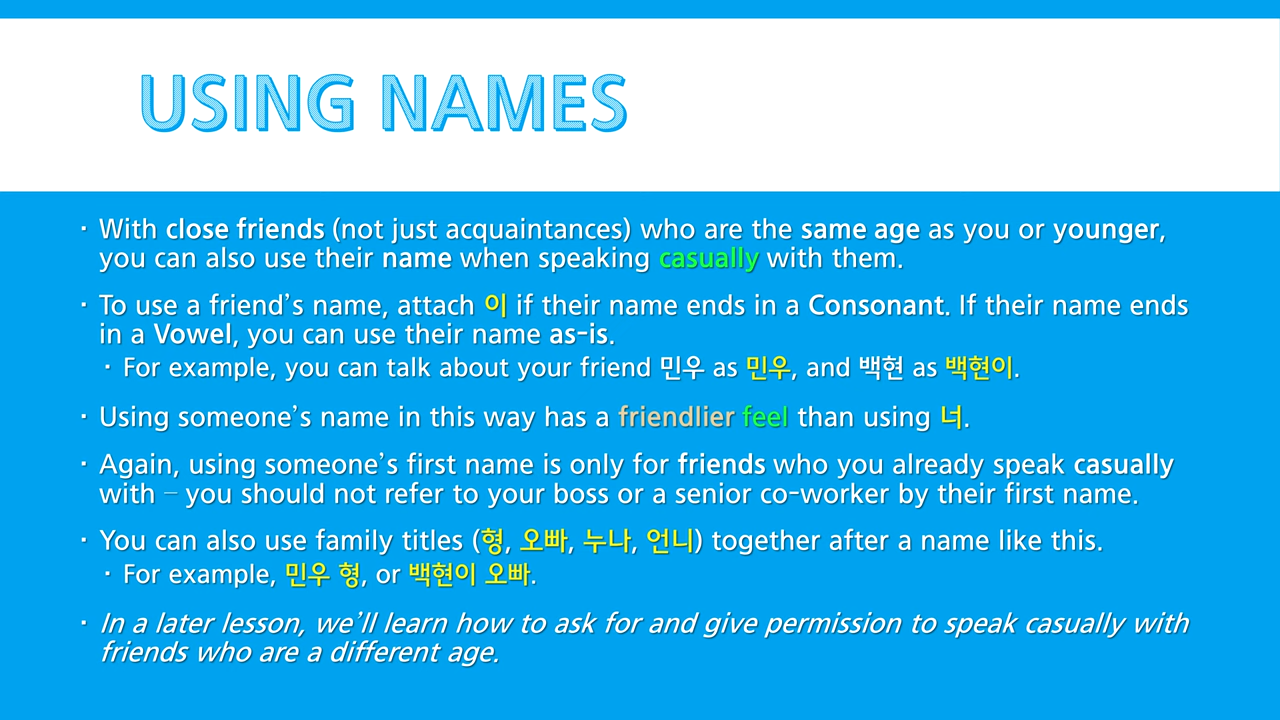 USING NAMES
· With close friends (not just acquaintances) who are the same age as you or younger,
you can also use their name when speaking casually with them.
· To use a friend’s name, attach 이 if their name ends in a Consonant. If their name ends
in a Vowel, you can use their name as-is.
· For example, you can talk about your friend 민우 as 민우, and 백현 as 백현이.
· Using someone’s name in this way has a friendlier feel than using 너.
· Again, using someone’s first name is only for friends who you already speak casually
with – you should not refer to your boss or a senior co-worker by their first name.
· You can also use family titles (형, 오빠, 누나, 언니) together after a name like this.
· For example, 민우 형, or 백현이 오빠.
· In a later lesson, we’ll learn how to ask for and give permission to speak casually with
friends who are a different age.